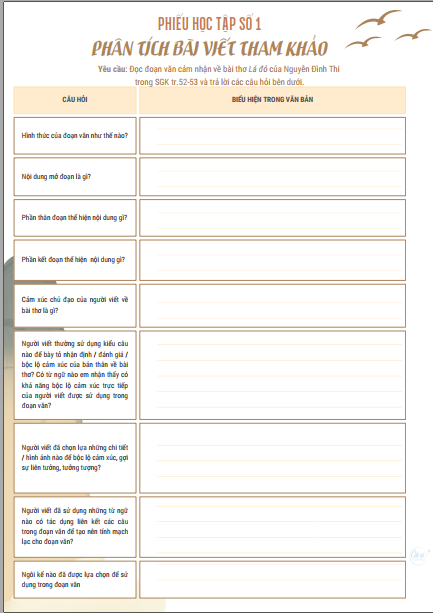 PHIẾU HỌC TẬP SỐ 1
PHÂN TÍCH BÀI VIẾT THAM KHẢO
Yêu cầu: Đọc đoạn văn cảm nhận về bài thơ Lá đỏ của Nguyễn Đình Thi
trong SGK tr.52-53 và trả lời các câu hỏi bên dưới.
CÂU HỎI
BIỂU HIỆN TRONG VĂN BẢN
Hình thức của đoạn văn như thế nào?
Nội dung mở đoạn là gì?
Phần thân đoạn thể hiện nội dung gì?
Phần kết đoạn thể hiện nội dung gì?
Cảm xúc chủ đạo của người viết về
bài thơ là gì?
Người viết thường sử dụng kiểu câu
nào để bày tỏ nhận định / đánh giá /
bộc lộ cảm xúc của bản thân về bài
thơ? Có từ ngữ nào em nhận thấy có
khả năng bộc lộ cảm xúc trực tiếp
của người viết được sử dụng trong
đoạn văn?
Người viết đã chọn lựa những chi tiết
/ hình ảnh nào để bộc lộ cảm xúc, gợi
sự liên tưởng, tưởng tượng?
Người viết đã sử dụng những từ ngữ
nào có tác dụng liên kết các câu
trong đoạn văn để tạo nên tính mạch
lạc cho đoạn văn?
Ngôi kể nào đã được lựa chọn để sử
dụng trong đoạn văn